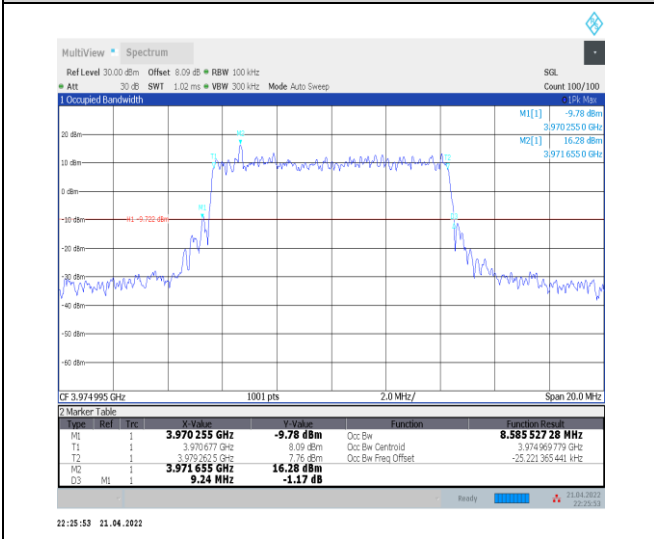 MultiView Spectrum
Ref Level 30.00 dBm Offset 8.09 dB RBW 100 kHz SGL
Att 30 dB SWT 1.02 ms VBW 300 kHz Mode Auto Sweep Count 100/100
1 Occupied Bandwidth 1Pk Max
M1[1] -9.78 dBm
3.970 255 0 GHz
M2[1] 16.28 dBm
3.971 655 0 GHz
20 dBm
M2
T1 T2
10 dBm
0 dBm
M1
-10 dBm H1 -9.722 dBm D3
-20 dBm
-30 dBm
-40 dBm
-50 dBm
-60 dBm
CF 3.974 995 GHz 1001 pts 2.0 MHz/ Span 20.0 MHz
2 Marker Table
Type Ref Trc X-Value Y-Value Function Function Result
M1 1 3.970 255 GHz -9.78 dBm Occ Bw 8.585 527 28 MHz
T1 1 3.970677 GHz 8.09 dBm Occ Bw Centroid 3.974 969 779 GHz
T2 1 3.979 262 5 GHz 7.76 dBm Occ Bw Freq Offset -25.221 365 441 kHz
M2 1 3.971 655 GHz 16.28 dBm
D3 M1 1 9.24 MHz -1.17 dB
Ready 21.04.2022
22:25:53
22:25:53 21.04.2022